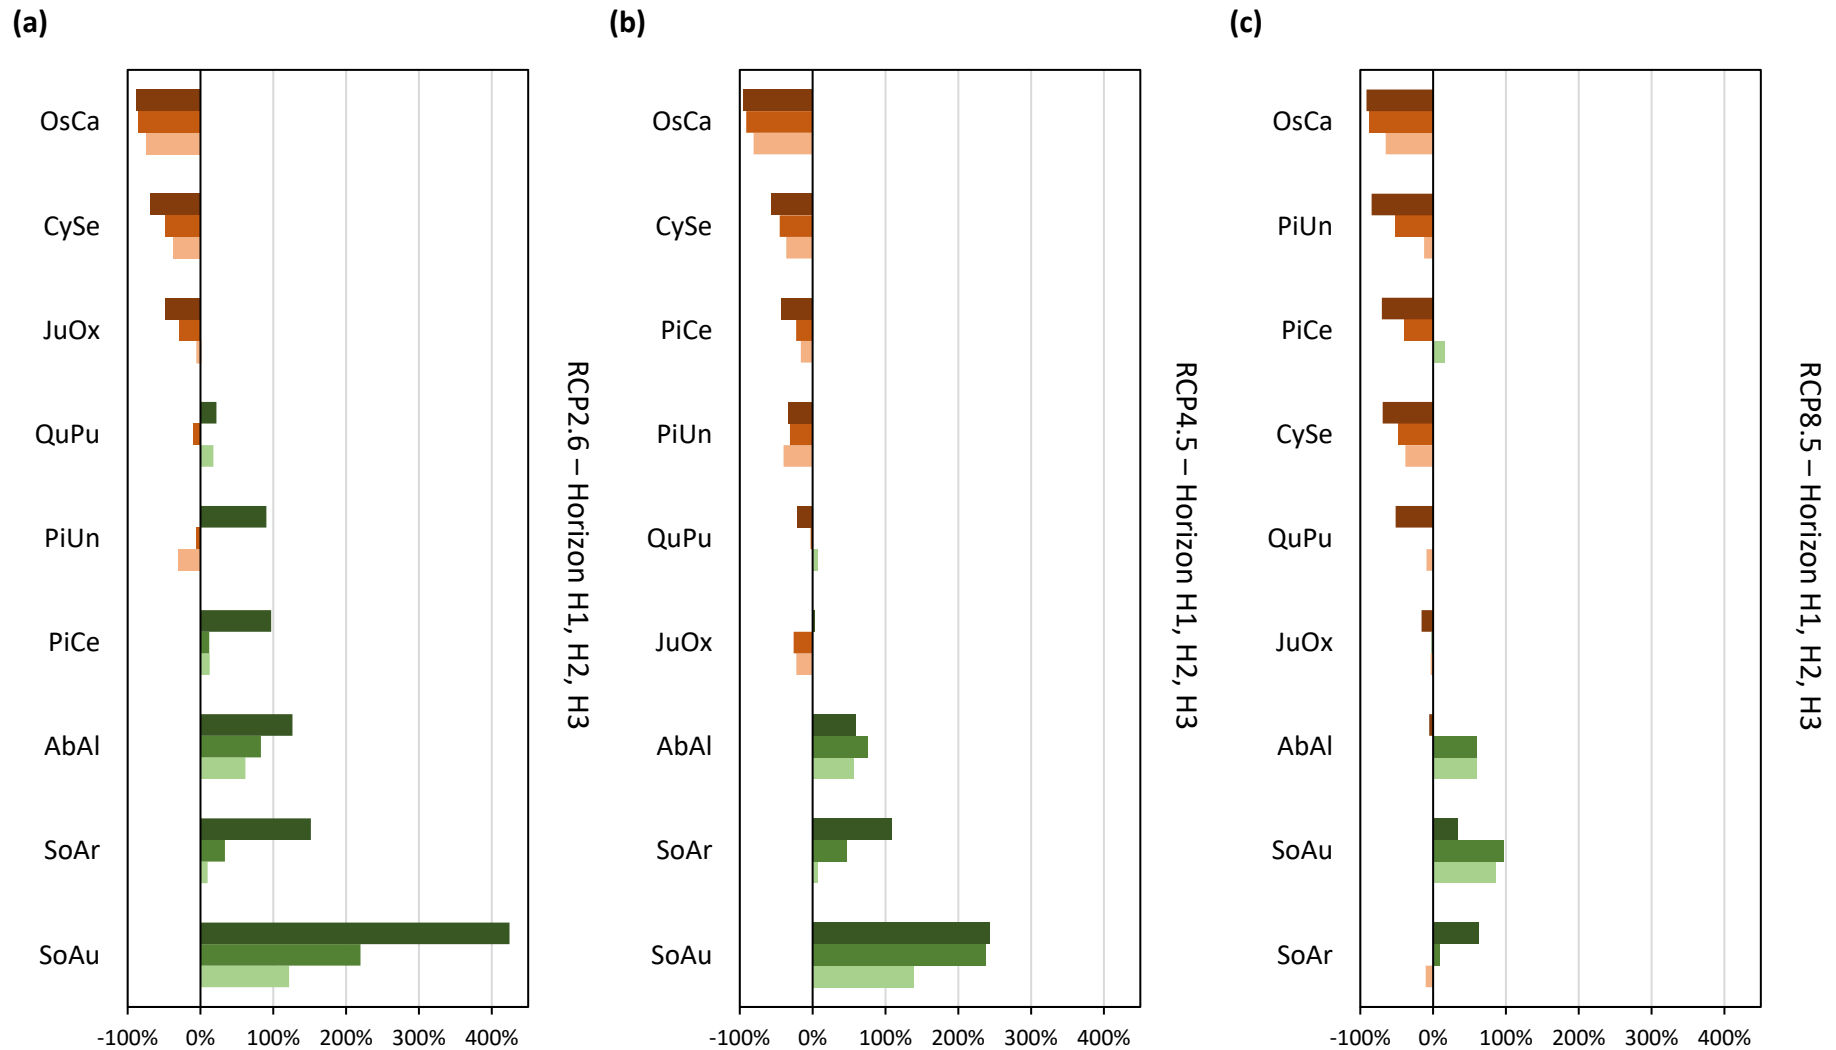 (a)
OsCa
CySe
JuOx
QuPu
PiUn
PiCe
AbAl
SoAr
SoAu
-100%
0%
100%
200%
300%
400%
RCP2.6 – Horizon H1, H2, H3
(b)
OsCa
CySe
PiCe
PiUn
QuPu
JuOx
AbAl
SoAr
SoAu
-100%
0%
100%
200%
300%
400%
RCP4.5 – Horizon H1, H2, H3
(c)
OsCa
PiUn
PiCe
CySe
QuPu
JuOx
AbAl
SoAu
SoAr
-100%
0%
100%
200%
300%
400%
RCP8.5 – Horizon H1, H2, H3